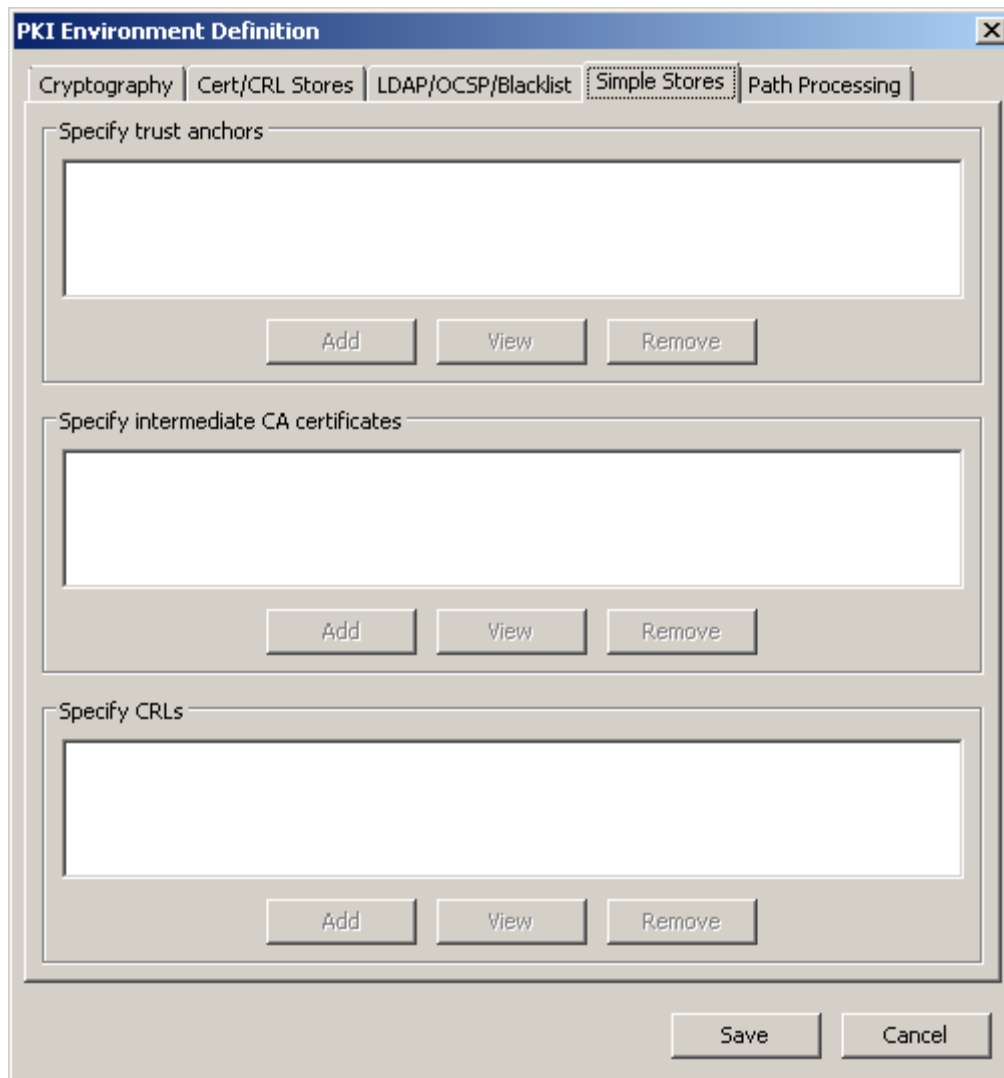 PKI Environment Definition
Cryptography Cert/CRL Stores LDAP/OCSP/Blacklist Simple Stores Path Processing
Specify trust anchors
Add View Remove
Specify intermediate CA certificates
Add View Remove
Specify CRLs
Add View Remove
Save Cancel